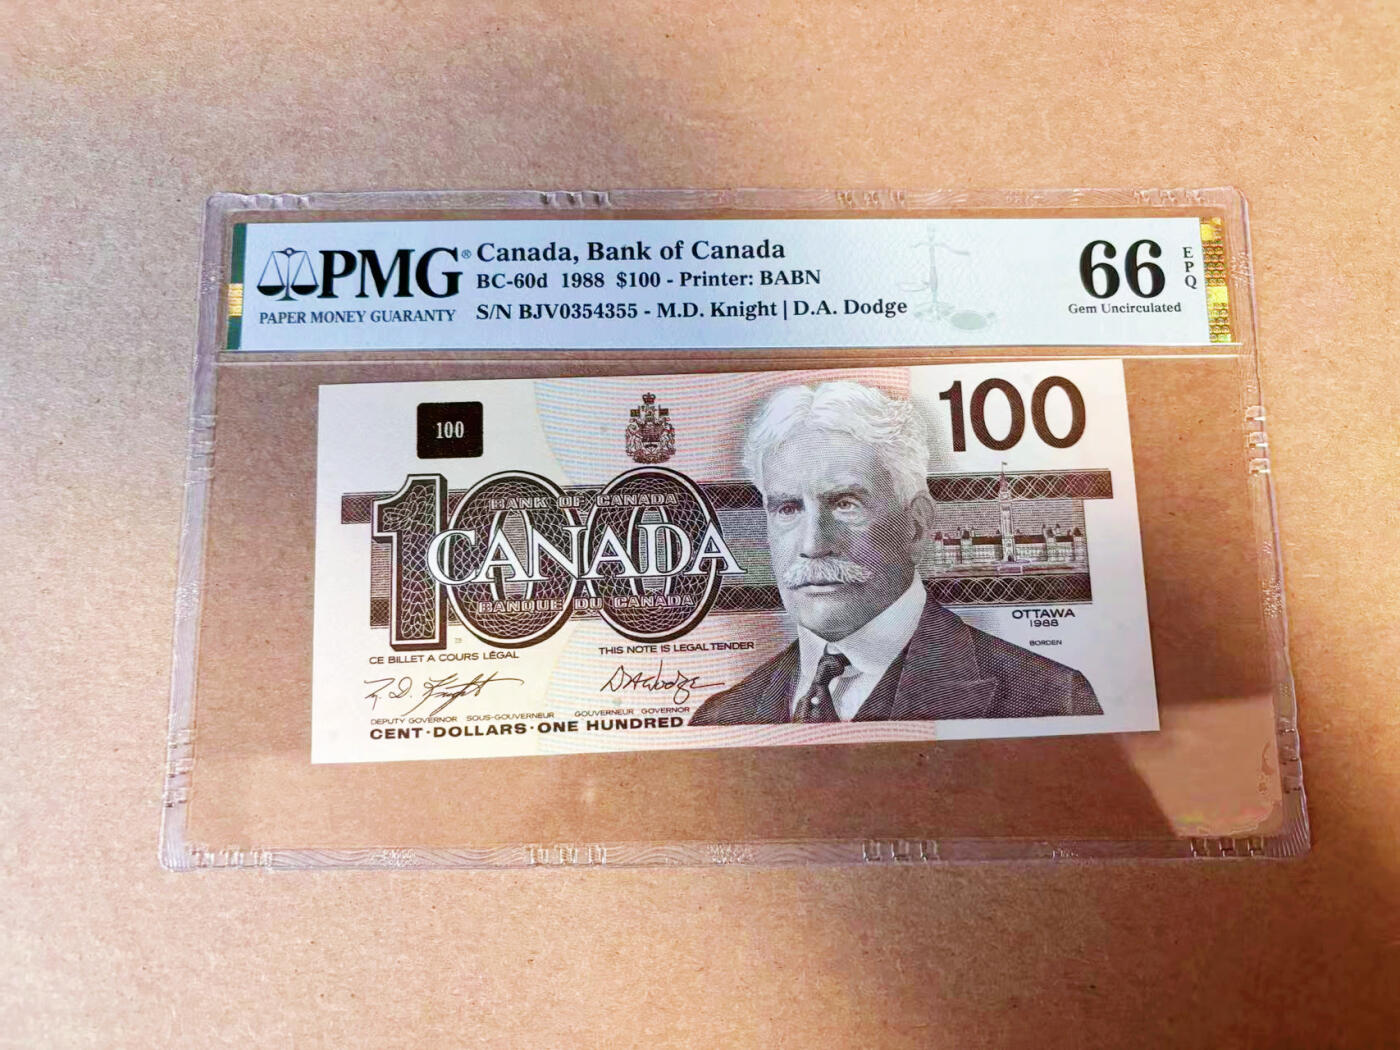 PMG®
PAPER MONEY GUARANTY
Canada, Bank of Canada
BC-60d 1988 $100 - Printer: BABN
S/N BJV0354355 - M.D. Knight | D.A. Dodge
66
EPQ
Gem Uncirculated
100
100
100
BANK OF CANADA
CANADA
BANQUE DU CANADA
OTTAWA
1988
BORDEN
CE BILLET A COURS LÉGAL
THIS NOTE IS LEGAL TENDER
M. D. Knight
D A Dodge
DEPUTY GOVERNOR SOUS-GOUVERNEUR
GOUVERNEUR GOVERNOR
CENT·DOLLARS·ONE HUNDRED